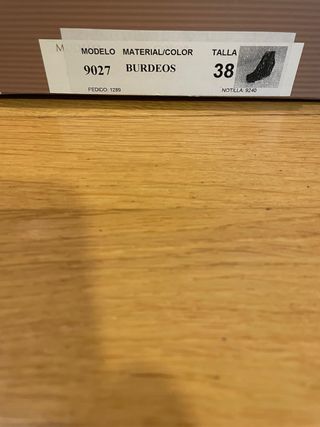 MODELO MATERIAL/COLOR TALLA
9027 BURDEOS 38
PEDIDO: 1289 NOTILLA: 9240